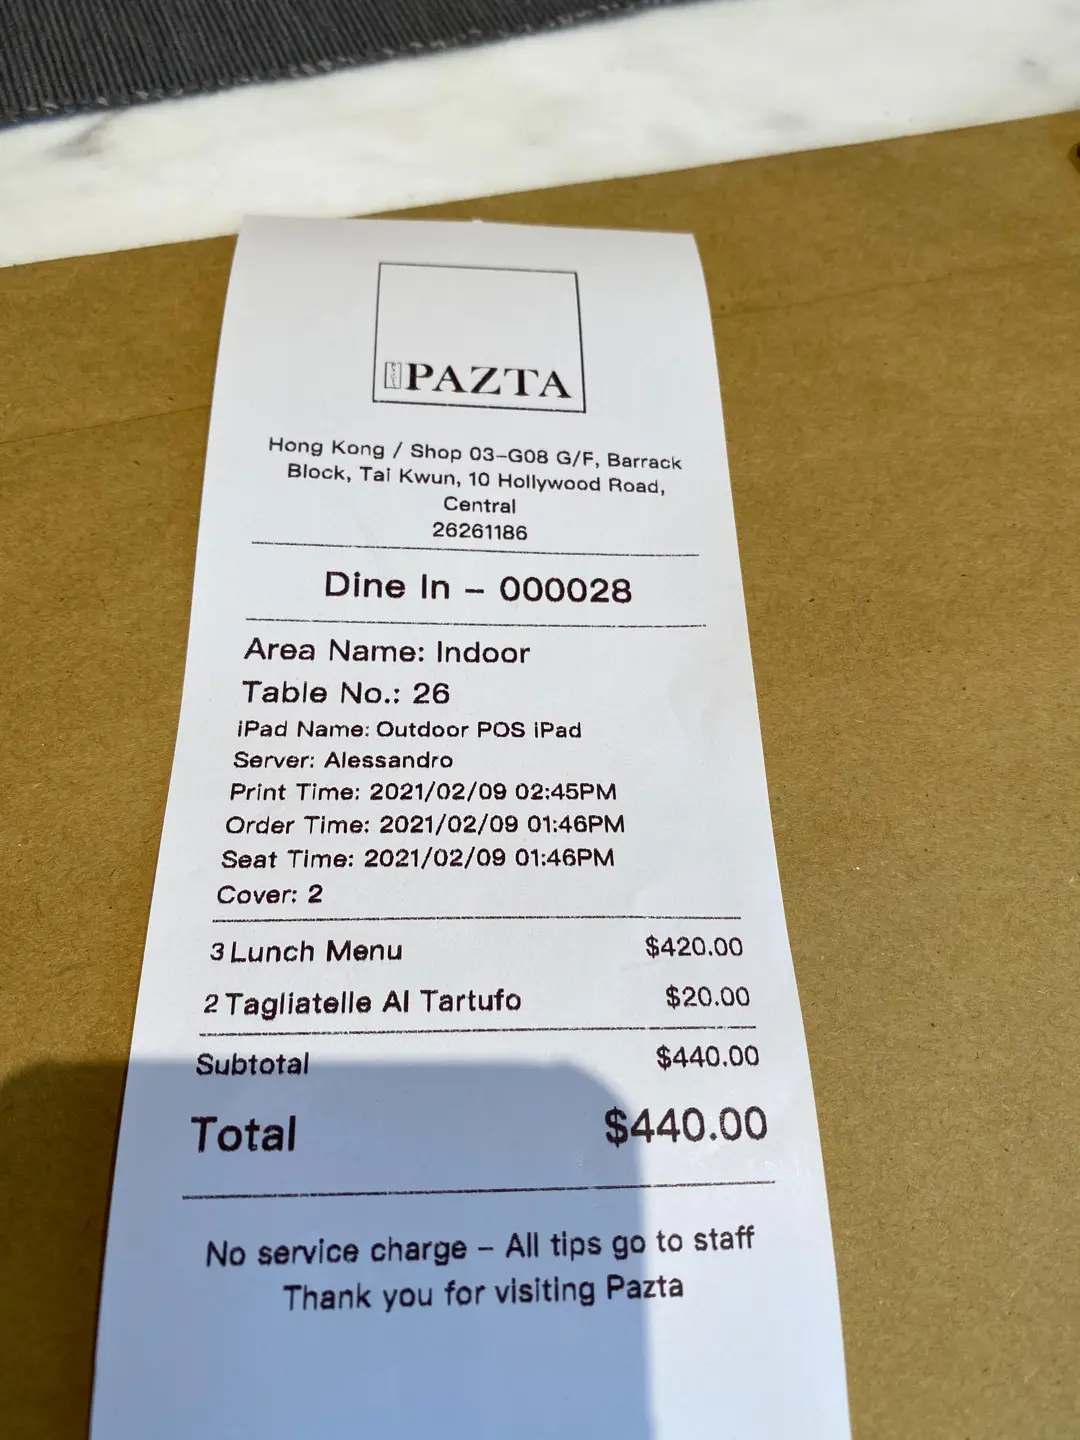 PAZTA
Hong Kong / Shop 03-G08 G/F, Barrack
Block, Tai Kwun, 10 Hollywood Road,
Central
26261186
Dine In – 000028
Area Name: Indoor
Table No.: 26
iPad Name: Outdoor POS iPad
Server: Alessandro
Print Time: 2021/02/09 02:45PM
Order Time: 2021/02/09 01:46PM
Seat Time: 2021/02/09 01:46PM
Cover: 2
3 Lunch Menu $420.00
2 Tagliatelle Al Tartufo $20.00
Subtotal $440.00
Total $440.00
No service charge – All tips go to staff
Thank you for visiting Pazta